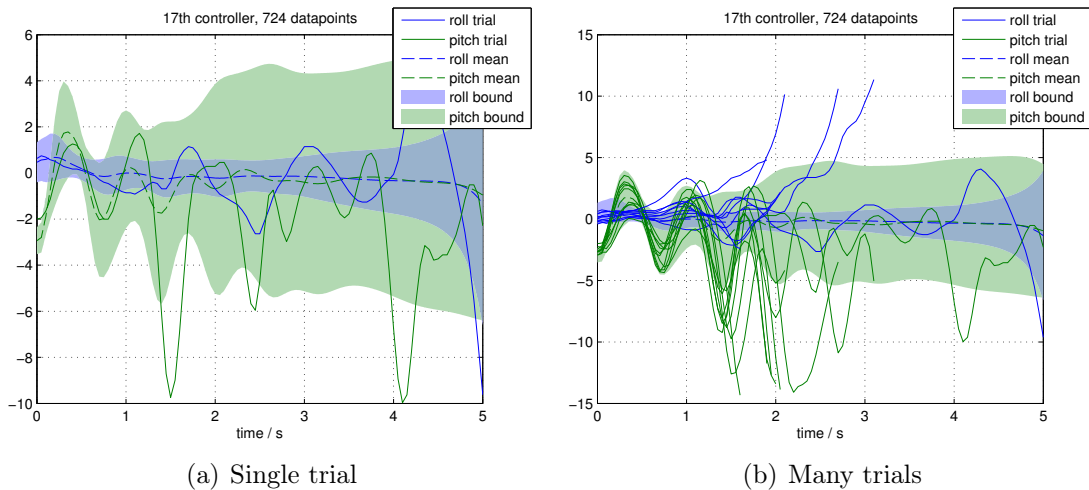 17th controller, 724 datapoints
roll trial
pitch trial
roll mean
pitch mean
roll bound
pitch bound
6
4
2
0
−2
−4
−6
−8
−10
0 1 2 3 4 5
time / s
(a) Single trial
17th controller, 724 datapoints
roll trial
pitch trial
roll mean
pitch mean
roll bound
pitch bound
15
10
5
0
−5
−10
−15
0 1 2 3 4 5
time / s
(b) Many trials